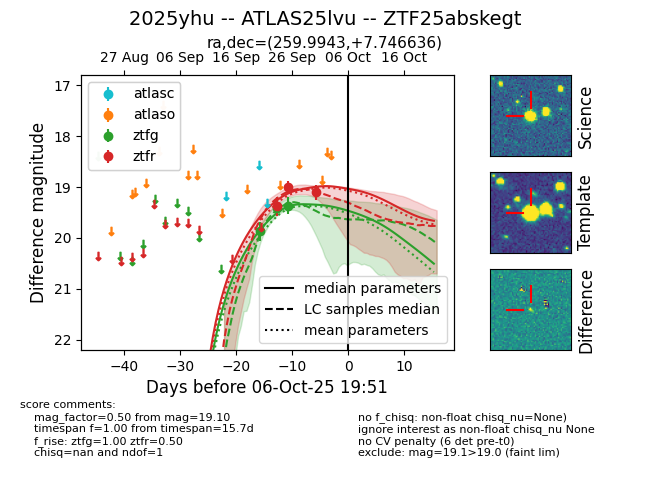 2025yhu -- ATLAS25lvu -- ZTF25abskegt
ra,dec=(259.9943,+7.746636)
27 Aug 06 Sep 16 Sep 26 Sep 06 Oct 16 Oct
17
18
19
20
21
22
Difference magnitude
atlasc
atlaso
ztfg
ztfr
median parameters
LC samples median
mean parameters
−40 −30 −20 −10 0 10
Days before 06-Oct-25 19:51
Science
Template
Difference
score comments:
mag_factor=0.50 from mag=19.10
timespan f=1.00 from timespan=15.7d
f_rise: ztfg=1.00 ztfr=0.50
chisq=nan and ndof=1
no f_chisq: non-float chisq_nu=None)
ignore interest as non-float chisq_nu None
no CV penalty (6 det pre-t0)
exclude: mag=19.1>19.0 (faint lim)